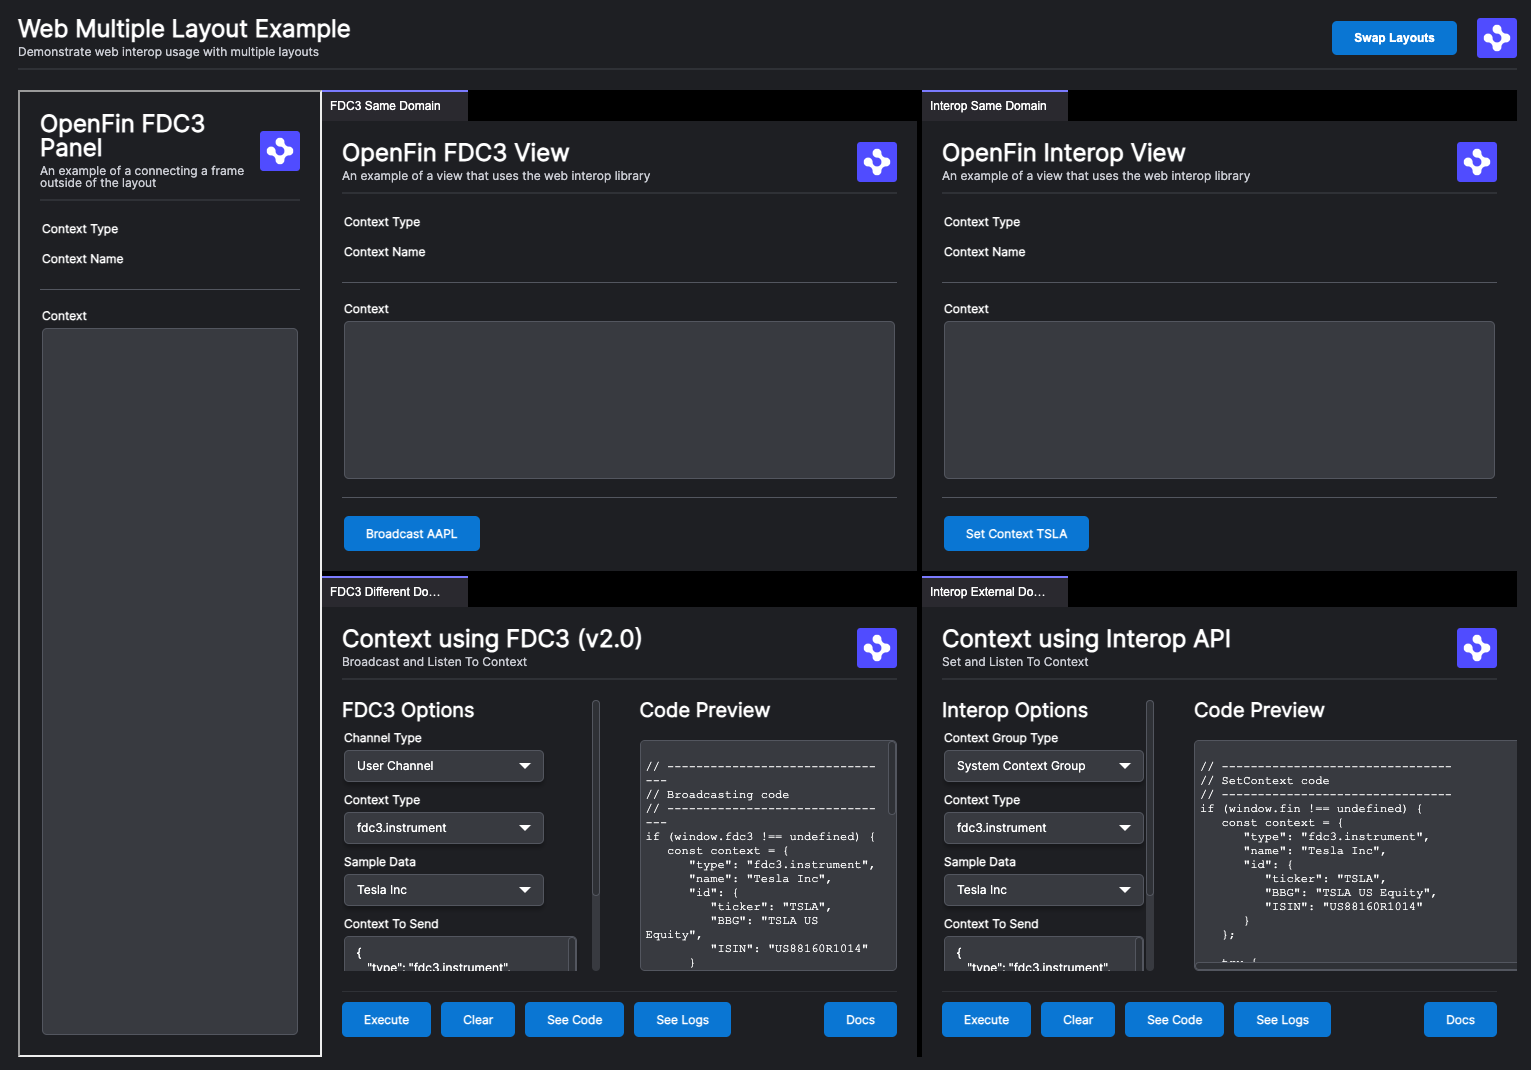 Web Multiple Layout Example
Demonstrate web interop usage with multiple layouts
Swap Layouts
OpenFin FDC3
Panel
An example of a connecting a frame
outside of the layout
Context Type
Context Name
Context
FDC3 Same Domain
OpenFin FDC3 View
An example of a view that uses the web interop library
Context Type
Context Name
Context
Broadcast AAPL
Interop Same Domain
OpenFin Interop View
An example of a view that uses the web interop library
Context Type
Context Name
Context
Set Context TSLA
FDC3 Different Do...
Context using FDC3 (v2.0)
Broadcast and Listen To Context
FDC3 Options
Channel Type
User Channel
Context Type
fdc3.instrument
Sample Data
Tesla Inc
Context To Send
{
"type": "fdc3.instrument",
Code Preview
// -----------------------------
---
// Broadcasting code
// -----------------------------
---
if (window.fdc3 !== undefined) {
const context = {
"type": "fdc3.instrument",
"name": "Tesla Inc",
"id": {
"ticker": "TSLA",
"BBG": "TSLA US
Equity",
"ISIN": "US88160R1014"
}
Execute
Clear
See Code
See Logs
Docs
Interop External Do...
Context using Interop API
Set and Listen To Context
Interop Options
Context Group Type
System Context Group
Context Type
fdc3.instrument
Sample Data
Tesla Inc
Context To Send
{
"type": "fdc3.instrument",
Code Preview
// --------------------------------
// SetContext code
// --------------------------------
if (window.fin !== undefined) {
const context = {
"type": "fdc3.instrument",
"name": "Tesla Inc",
"id": {
"ticker": "TSLA",
"BBG": "TSLA US Equity",
"ISIN": "US88160R1014"
}
};
try {
Execute
Clear
See Code
See Logs
Docs